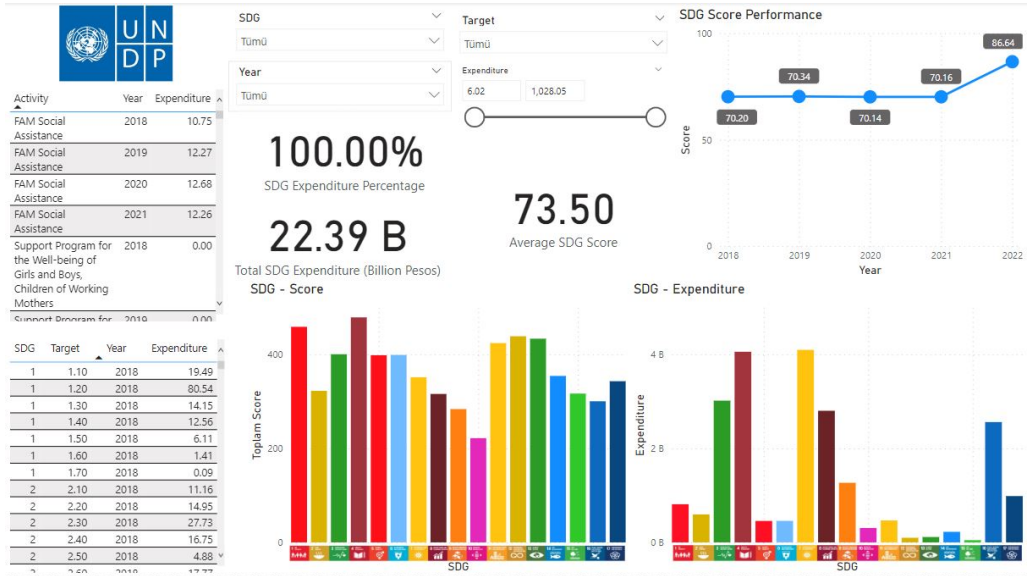 U N
D P
SDG
Tümü
Year
Tümü
Target
Tümü
Expenditure
6.02 1,028.05
Activity Year Expenditure
FAM Social
Assistance 2018 10.75
FAM Social
Assistance 2019 12.27
FAM Social
Assistance 2020 12.68
FAM Social
Assistance 2021 12.26
Support Program for 2018 0.00
the Well-being of
Girls and Boys,
Children of Working
Mothers
Support Program for 2019 0.00
100.00%
SDG Expenditure Percentage
22.39 B
Total SDG Expenditure (Billion Pesos)
73.50
Average SDG Score
SDG Score Performance
100
50
0
Score
70.20
70.34
70.14
70.16
86.64
2018 2019 2020 2021 2022
Year
SDG Target Year Expenditure
1 1.10 2018 19.49
1 1.20 2018 80.54
1 1.30 2018 14.15
1 1.40 2018 12.56
1 1.50 2018 6.11
1 1.60 2018 1.41
1 1.70 2018 0.09
2 2.10 2018 11.16
2 2.20 2018 14.95
2 2.30 2018 27.73
2 2.40 2018 16.75
2 2.50 2018 4.88
2 2.60 2018 17.77
SDG - Score
400
200
0
Toplam Score
SDG
SDG - Expenditure
4 B
2 B
0 B
Expenditure
SDG